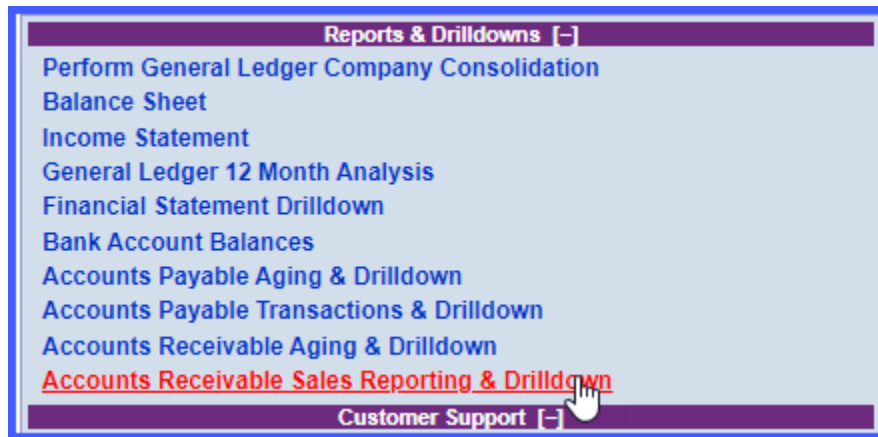 Reports & Drilldowns [–]
Perform General Ledger Company Consolidation
Balance Sheet
Income Statement
General Ledger 12 Month Analysis
Financial Statement Drilldown
Bank Account Balances
Accounts Payable Aging & Drilldown
Accounts Payable Transactions & Drilldown
Accounts Receivable Aging & Drilldown
Accounts Receivable Sales Reporting & Drilldown
Customer Support [–]